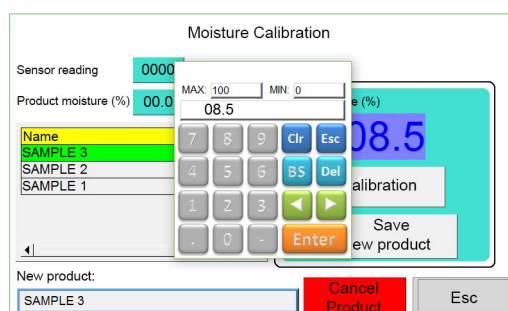 Moisture Calibration
Sensor reading 0000
Product moisture (%) 00.0
MAX: 100 MIN: 0
08.5
7 8 9 Clr Esc
4 5 6 BS Del
1 2 3
. 0 - Enter
Name
SAMPLE 3
SAMPLE 2
SAMPLE 1
(%)
08.5
Save
product
New product:
SAMPLE 3
Cancel
Product
Esc